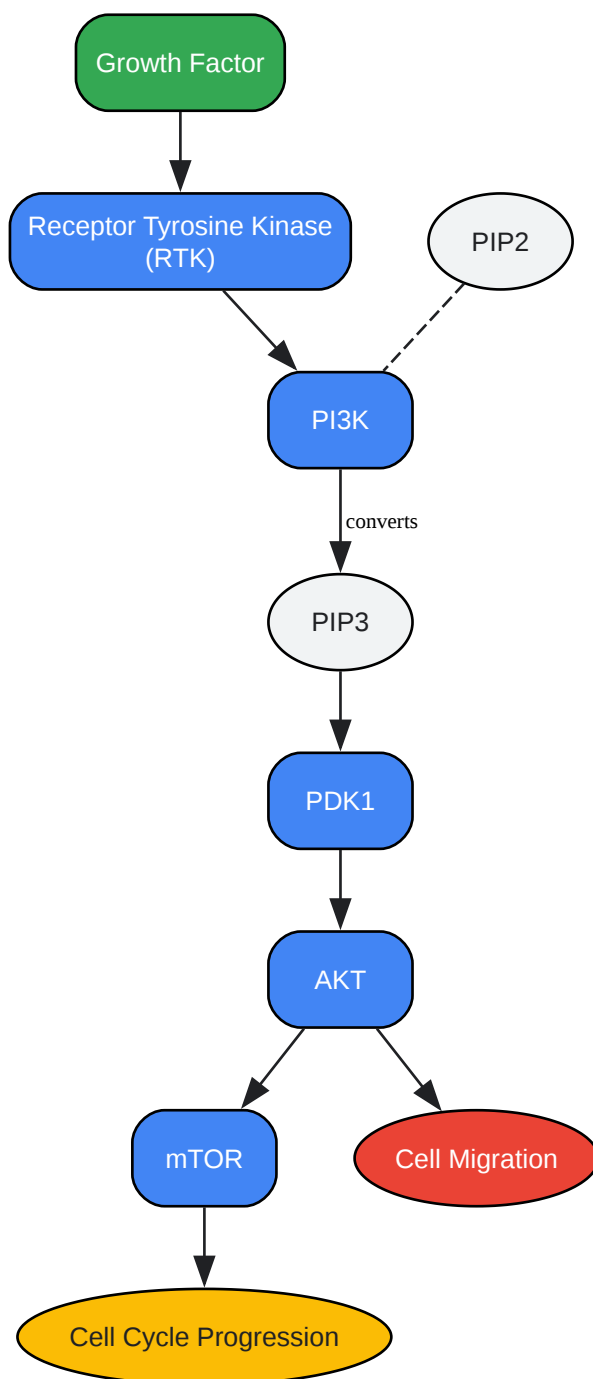 Growth Factor
Receptor Tyrosine Kinase
(RTK)
PIP2
PI3K
converts
PIP3
PDK1
AKT
mTOR
Cell Migration
Cell Cycle Progression